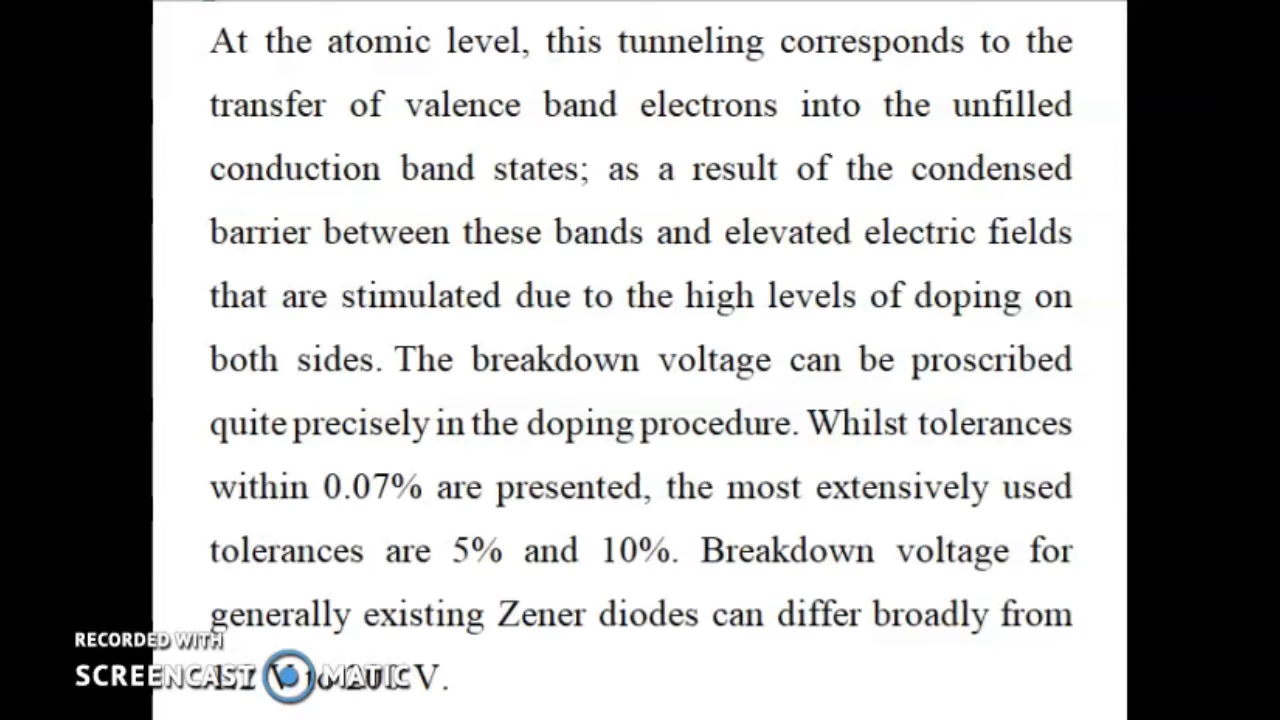 At the atomic level, this tunneling corresponds to the
transfer of valence band electrons into the unfilled
conduction band states; as a result of the condensed
barrier between these bands and elevated electric fields
that are stimulated due to the high levels of doping on
both sides. The breakdown voltage can be proscribed
quite precisely in the doping procedure. Whilst tolerances
within 0.07% are presented, the most extensively used
tolerances are 5% and 10%. Breakdown voltage for
generally existing Zener diodes can differ broadly from
V to V.
RECORDED WITH
SCREENCAST MATIC